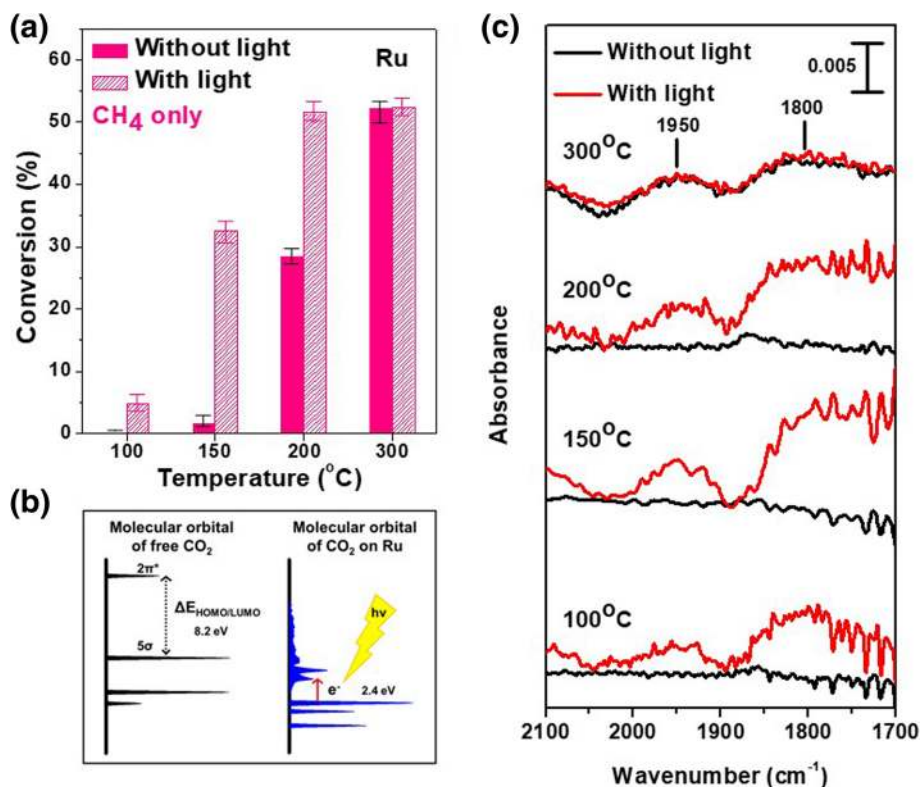 (a)
60
50
40
30
20
10
0
Conversion (%)
Without light
With light
CH₄ only
Ru
100
150
200
300
Temperature (°C)
(b)
Molecular orbital
of free CO₂
2π*
ΔE_HOMO/LUMO
8.2 eV
5σ
Molecular orbital
of CO₂ on Ru
hν
e⁻
2.4 eV
(c)
Without light
With light
0.005
1950
1800
300°C
200°C
150°C
100°C
Absorbance
2100
2000
1900
1800
1700
Wavenumber (cm⁻¹)